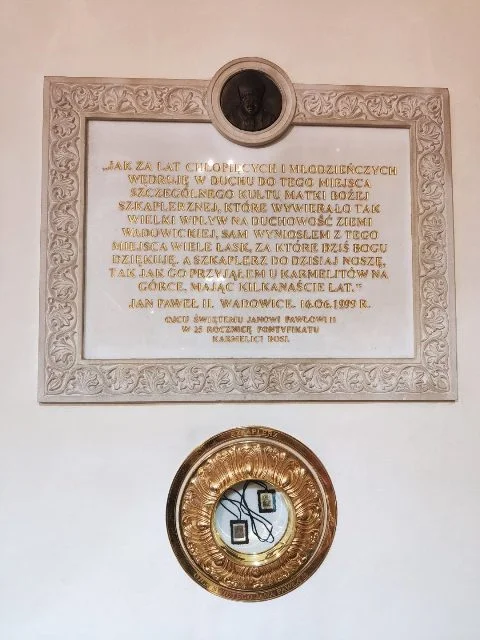 „JAK ZA LAT CHŁOPIĘCYCH I MŁODZIEŃCZYCH
WĘDRUJĘ W DUCHU DO TEGO MIEJSCA
SZCZEGÓLNEGO KULTU MATKI BOŻEJ
SZKAPLERZNEJ, KTÓRE WYWIERAŁO TAK
WIELKI WPŁYW NA DUCHOWOŚĆ ZIEMI
WADOWICKIEJ. SAM WYNIOSŁEM Z TEGO
MIEJSCA WIELE ŁASK, ZA KTÓRE DZIŚ BOGU
DZIĘKUJĘ. A SZKAPLERZ DO DZISIAJ NOSZĘ,
TAK JAK GO PRZYJĄŁEM U KARMELITÓW NA
GÓRCE, MAJĄC KILKANAŚCIE LAT."
JAN PAWEŁ II. WADOWICE. 16.06.1999 R.
OJCU ŚWIĘTEMU JANOWI PAWŁOWI II
W 25 ROCZNICĘ PONTYFIKATU
KARMELICI BOSI.
SZKAPLERZ